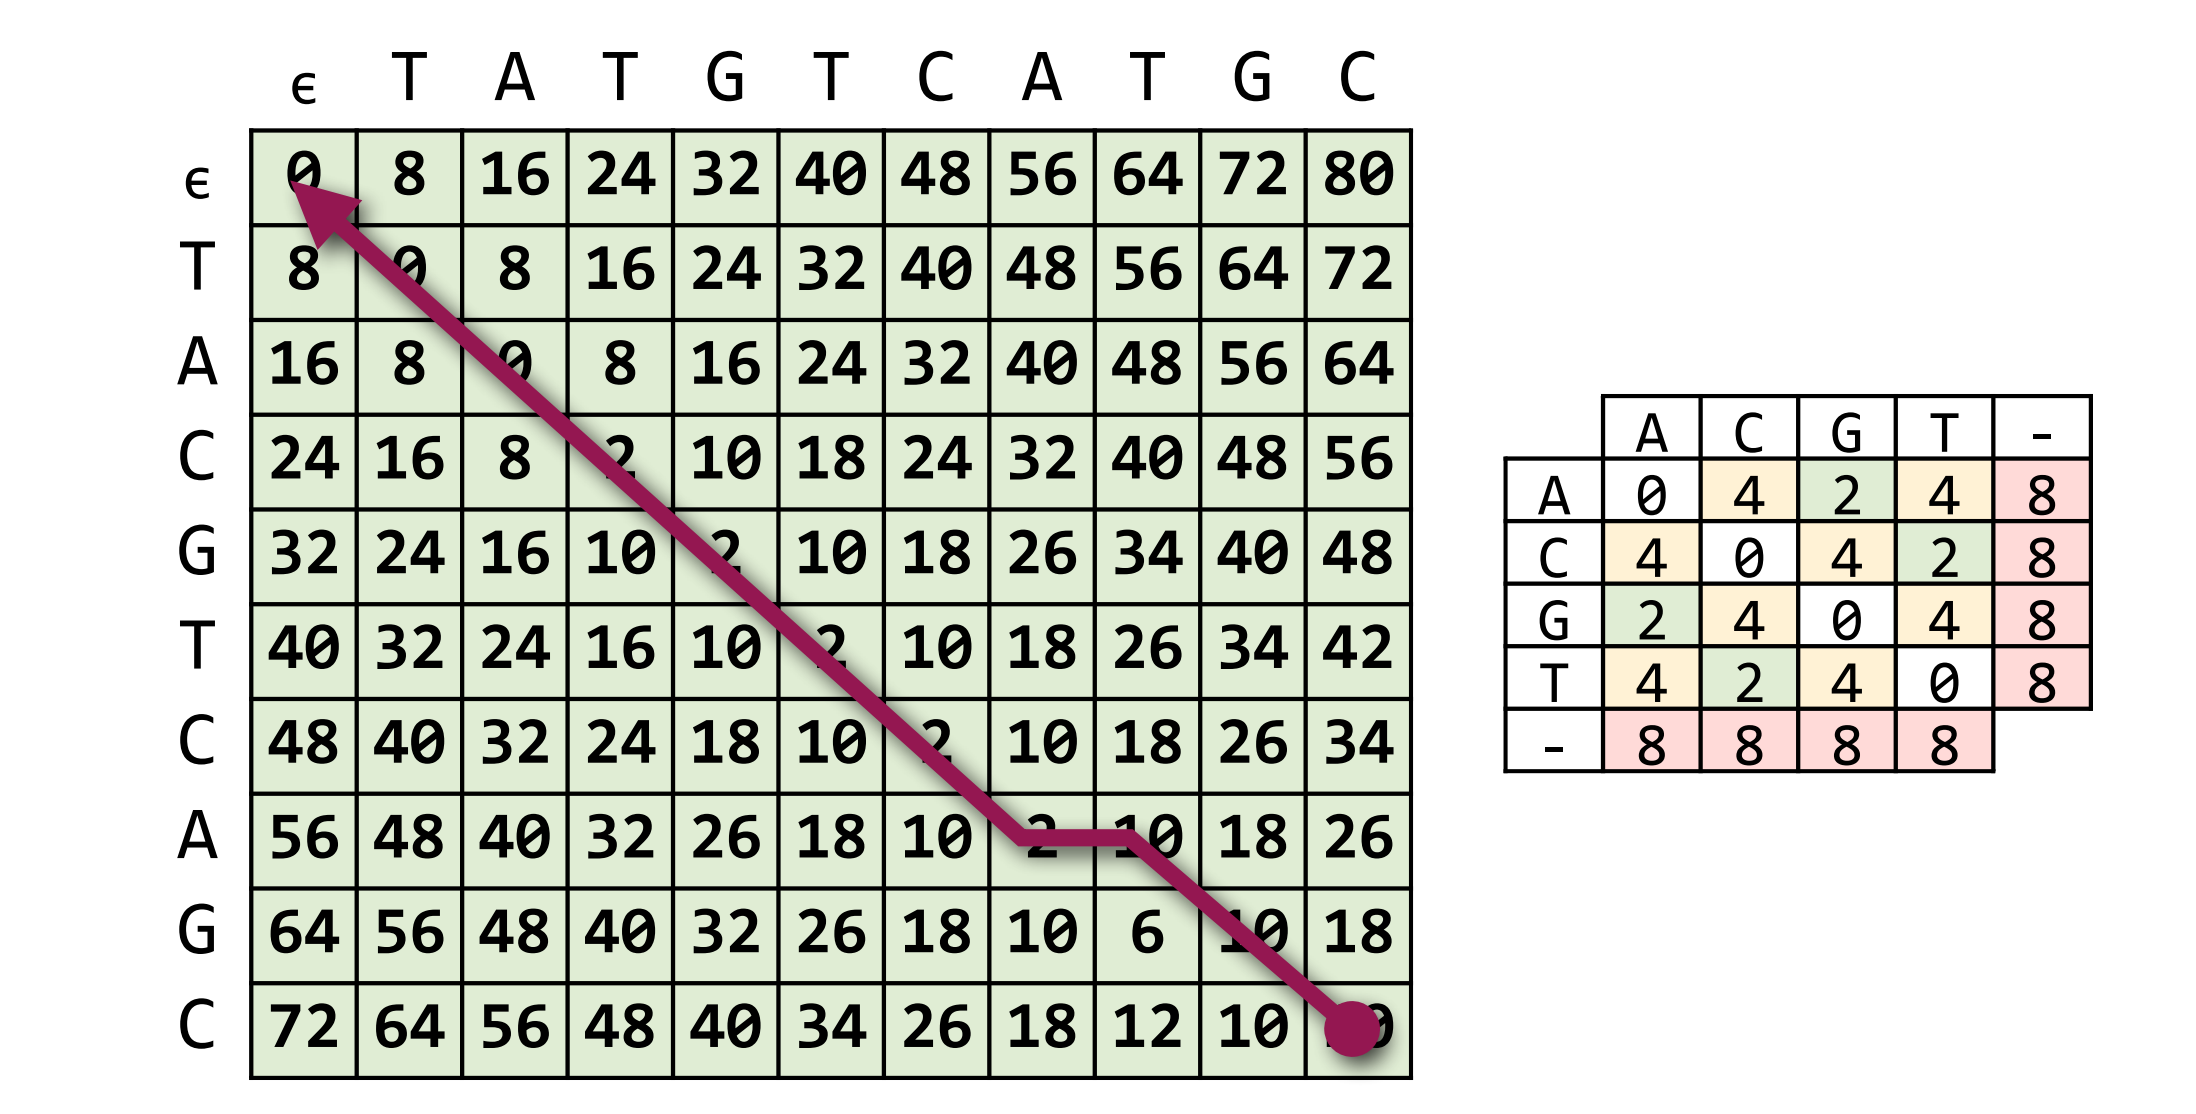 ϵ T A T G T C A T G C
ϵ 0 8 16 24 32 40 48 56 64 72 80
T 8 0 8 16 24 32 40 48 56 64 72
A 16 8 0 8 16 24 32 40 48 56 64
C 24 16 8 2 10 18 24 32 40 48 56
G 32 24 16 10 2 10 18 26 34 40 48
T 40 32 24 16 10 2 10 18 26 34 42
C 48 40 32 24 18 10 2 10 18 26 34
A 56 48 40 32 26 18 10 2 10 18 26
G 64 56 48 40 32 26 18 10 6 10 18
C 72 64 56 48 40 34 26 18 12 10 10
A C G T -
A 0 4 2 4 8
C 4 0 4 2 8
G 2 4 0 4 8
T 4 2 4 0 8
- 8 8 8 8